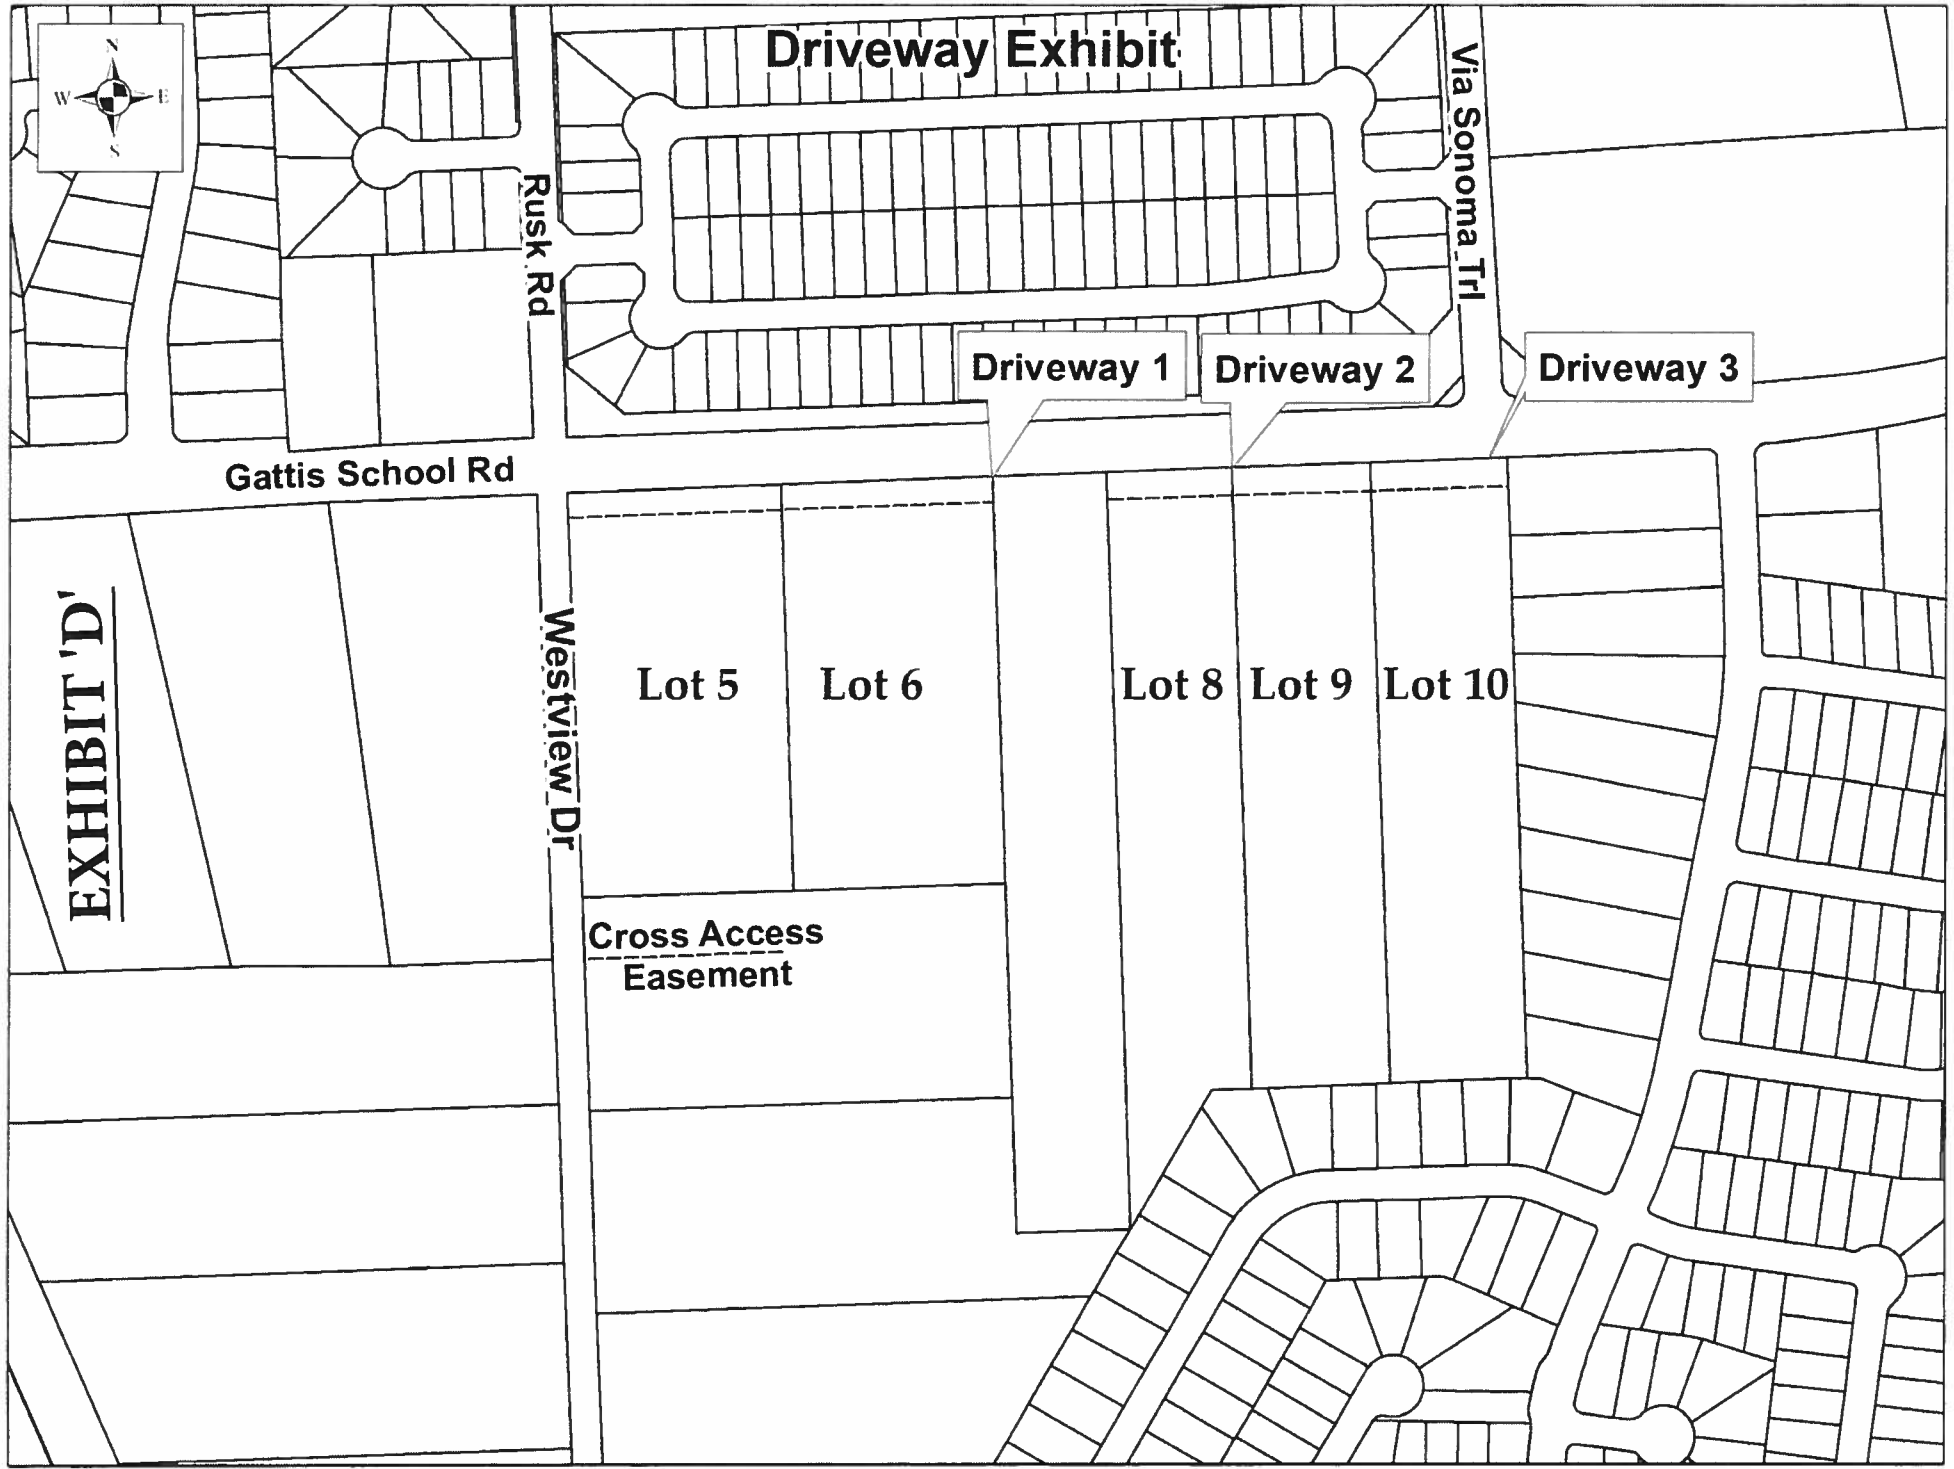 Driveway Exhibit
N
W E
S
Rusk Rd
Via Sonoma Trl
Driveway 1
Driveway 2
Driveway 3
Gattis School Rd
EXHIBIT 'D'
Westview Dr
Lot 5
Lot 6
Lot 8
Lot 9
Lot 10
Cross Access
Easement